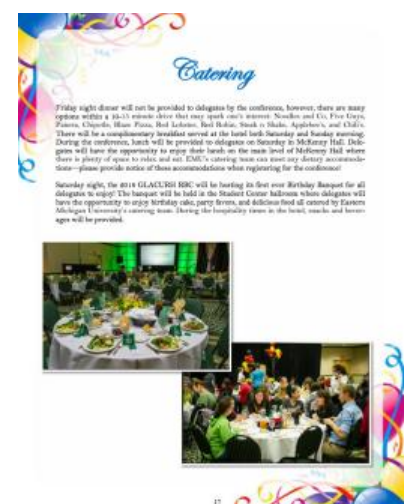 Catering
Friday night dinner will not be provided to delegates by the conference, however, there are many
options within a 10-15 minute drive that may spark one's interest: Noodles and Co, Five Guys,
Panera, Chipotle, Blaze Pizza, Red Lobster, Red Robin, Steak n Shake, Applebee's, and Chili's.
There will be a complimentary breakfast served at the hotel both Saturday and Sunday morning.
During the conference, lunch will be provided to delegates on Saturday in McKenny Hall. Dele-
gates will have the opportunity to enjoy their lunch on the main level of McKenny Hall where
there is plenty of space to relax and eat. EMU's catering team can meet any dietary accommoda-
tions—please provide notice of these accommodations when registering for the conference!
Saturday night, the 2015 GLACURH RBC will be hosting its first ever Birthday Banquet for all
delegates to enjoy! The banquet will be held in the Student Center ballroom where delegates will
have the opportunity to enjoy birthday cake, party favors, and delicious food all catered by Eastern
Michigan University's catering team. During the hospitality times in the hotel, snacks and bever-
ages will be provided.
17